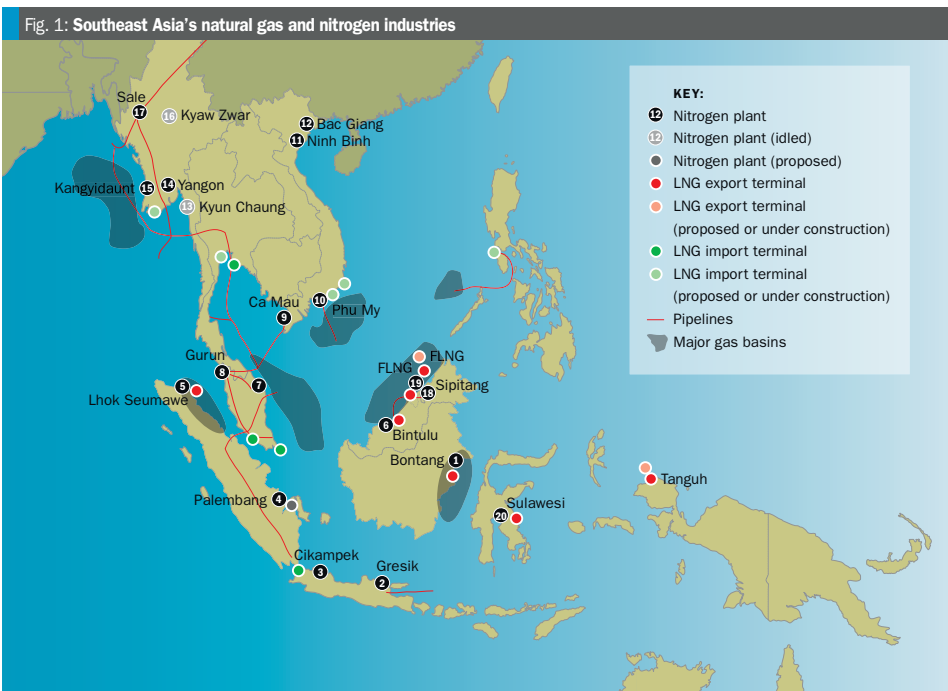 Fig. 1: Southeast Asia's natural gas and nitrogen industries
KEY:
12 Nitrogen plant
12 Nitrogen plant (idled)
Nitrogen plant (proposed)
LNG export terminal
LNG export terminal
(proposed or under construction)
LNG import terminal
LNG import terminal
(proposed or under construction)
Pipelines
Major gas basins
Sale
17
16 Kyaw Zwar
12 Bac Giang
11 Ninh Binh
Kangyidaunt 15
14 Yangon
13 Kyun Chaung
Ca Mau
9
10
Phu My
Gurun
8
7
5
Lhok Seumawe
FLNG
FLNG
19
18
Sipitang
6
Bintulu
Bontang 1
Palembang 4
Sulawesi
20
Tanguh
Cikampek
3
Gresik
2